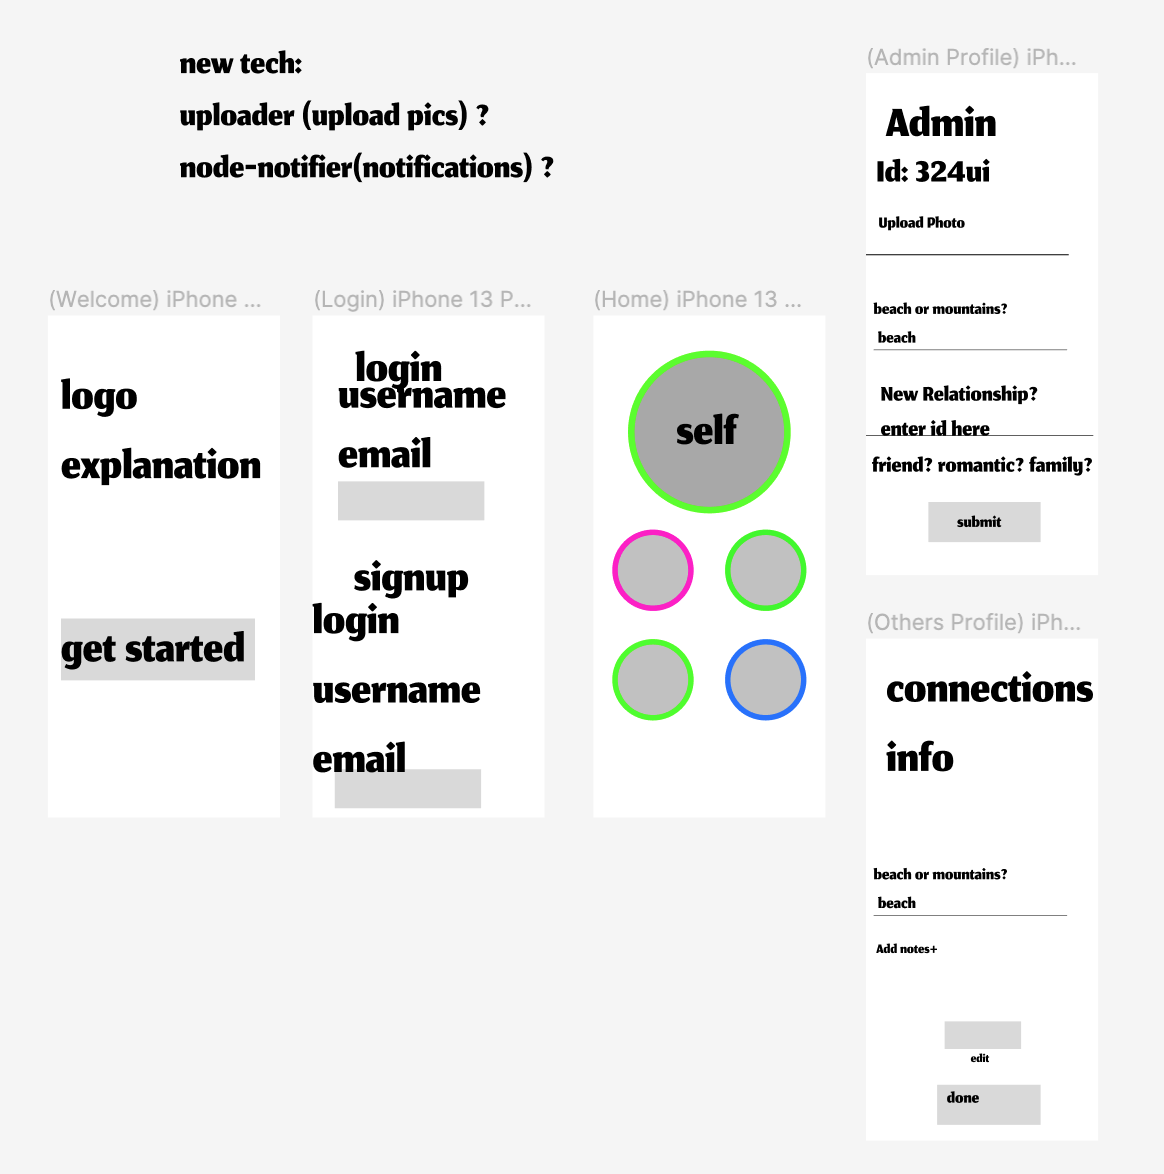 new tech:
uploader (upload pics) ?
node-notifier(notifications) ?
(Welcome) iPhone ...
logo
explanation
get started
(Login) iPhone 13 P...
login
username
email
signup
login
username
email
(Home) iPhone 13 ...
self
(Admin Profile) iPh...
Admin
Id: 324ui
Upload Photo
beach or mountains?
beach
New Relationship?
enter id here
friend? romantic? family?
submit
(Others Profile) iPh...
connections
info
beach or mountains?
beach
Add notes+
edit
done